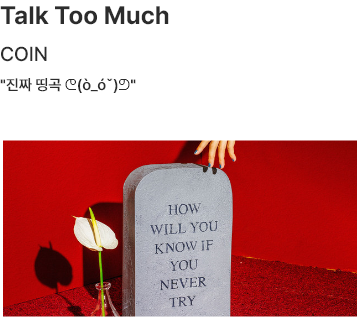 Talk Too Much
COIN
"진짜 띵곡 ᖰ(ò_óˇ)ᖳ"
HOW
WILL YOU
KNOW iF
YOU
NEVER
TRY